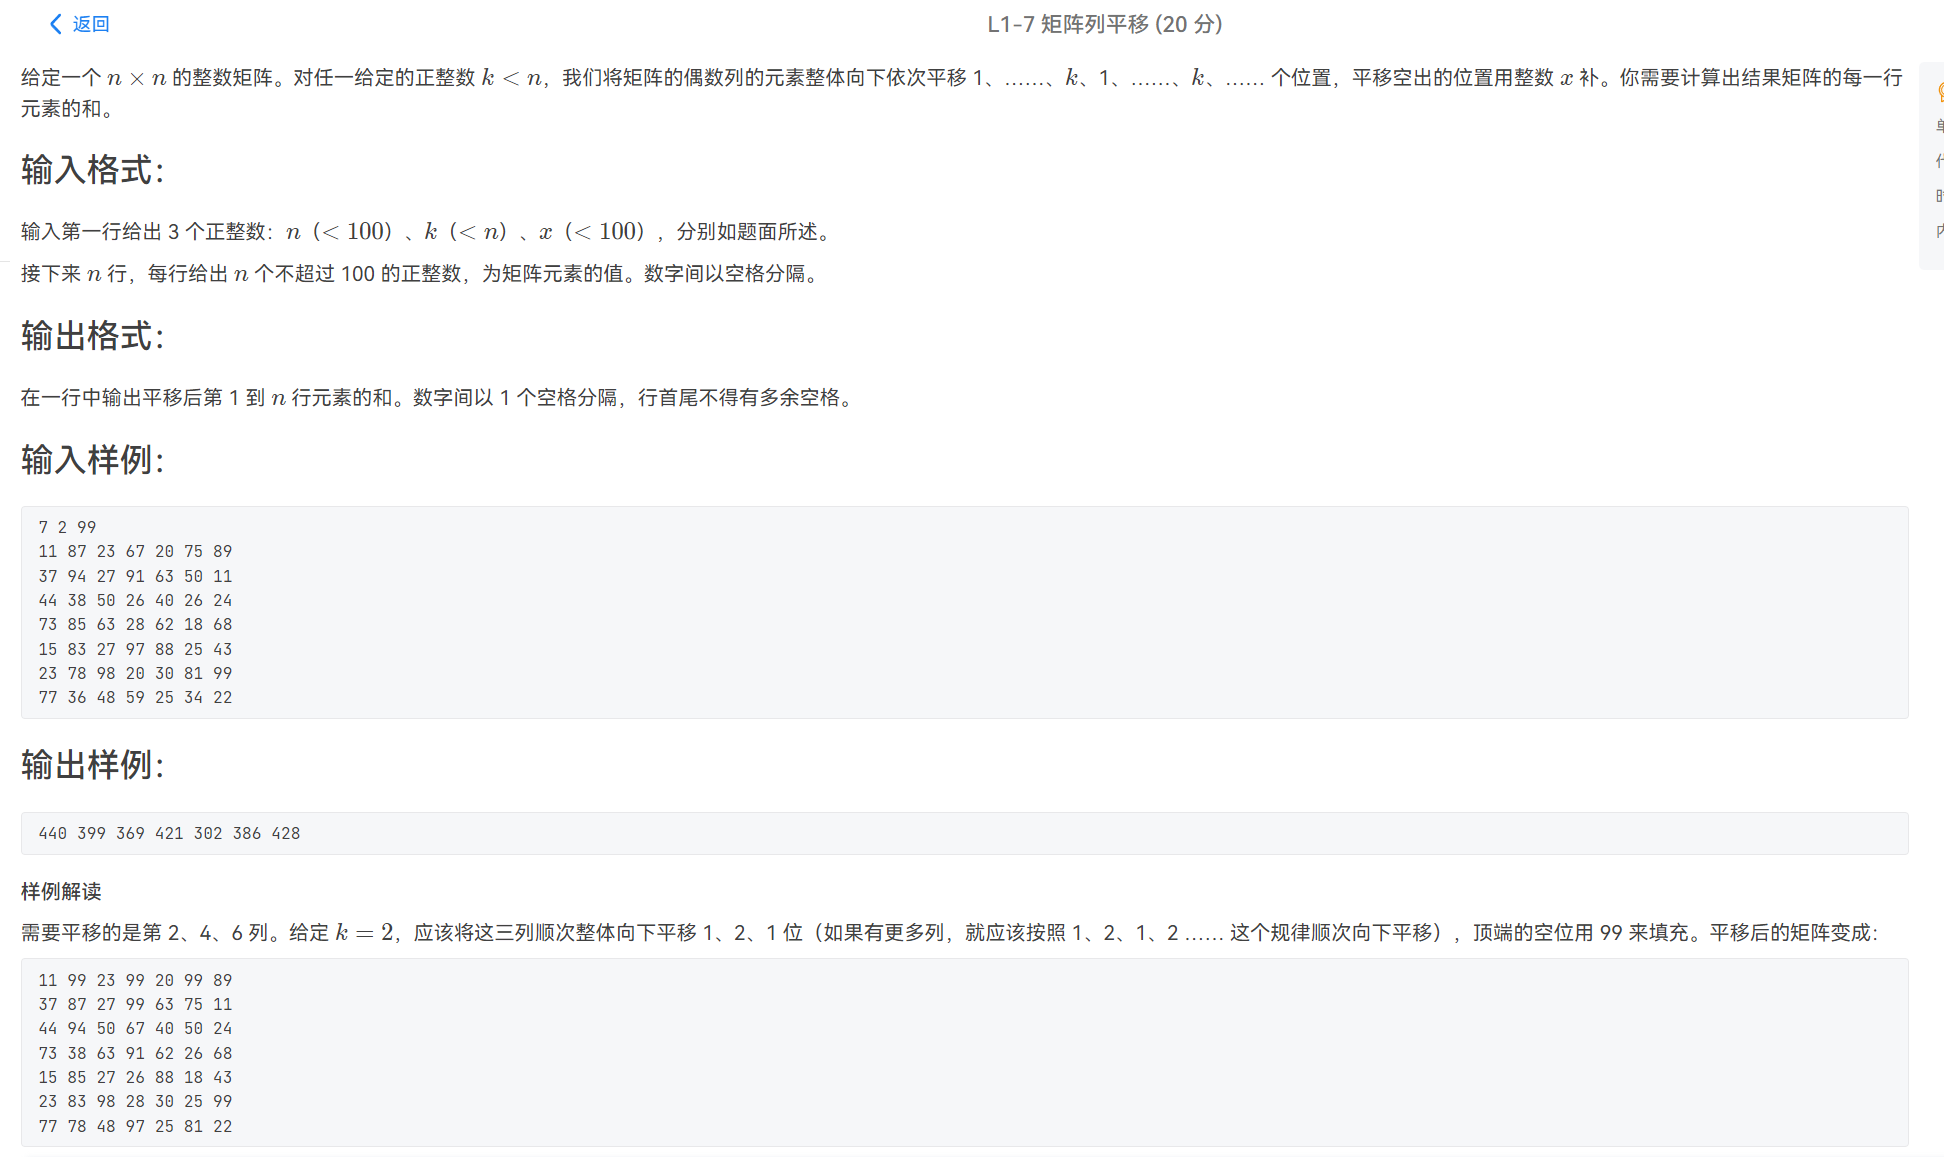 返回
L1-7 矩阵列平移 (20 分)
给定一个 n × n 的整数矩阵。对任一给定的正整数 k < n，我们将矩阵的偶数列的元素整体向下依次平移 1、……、k、1、……、k、…… 个位置，平移空出的位置用整数 x 补。你需要计算出结果矩阵的每一行
元素的和。
输入格式：
输入第一行给出 3 个正整数：n（< 100）、k（< n）、x（< 100），分别如题面所述。
接下来 n 行，每行给出 n 个不超过 100 的正整数，为矩阵元素的值。数字间以空格分隔。
输出格式：
在一行中输出平移后第 1 到 n 行元素的和。数字间以 1 个空格分隔，行首尾不得有多余空格。
输入样例：
7 2 99
11 87 23 67 20 75 89
37 94 27 91 63 50 11
44 38 50 26 40 26 24
73 85 63 28 62 18 68
15 83 27 97 88 25 43
23 78 98 20 30 81 99
77 36 48 59 25 34 22
输出样例：
440 399 369 421 302 386 428
样例解读
需要平移的是第 2、4、6 列。给定 k = 2，应该将这三列顺次整体向下平移 1、2、1 位（如果有更多列，就应该按照 1、2、1、2 …… 这个规律顺次向下平移），顶端的空位用 99 来填充。平移后的矩阵变成：
11 99 23 99 20 99 89
37 87 27 99 63 75 11
44 94 50 67 40 50 24
73 38 63 91 62 26 68
15 85 27 26 88 18 43
23 83 98 28 30 25 99
77 78 48 97 25 81 22